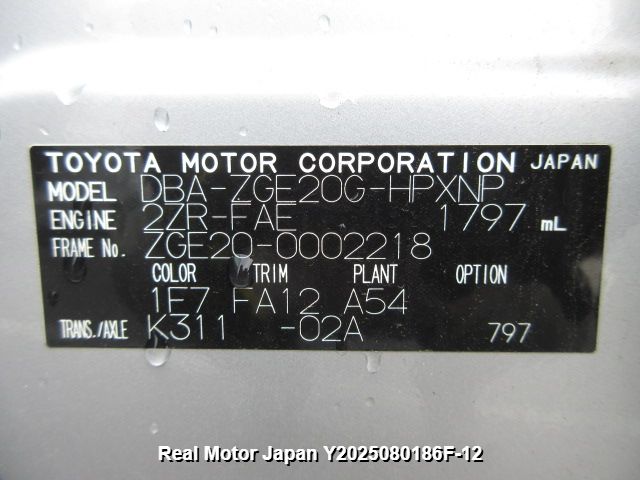 TOYOTA MOTOR CORPORATION JAPAN
MODEL DBA-ZGE20G-HPXNP
ENGINE 2ZR-FAE 1797 mL
FRAME No. ZGE20-0002218
COLOR TRIM PLANT OPTION
1E7 FA12 A54
TRANS./AXLE K311 -02A 797
Real Motor Japan Y2025080186F-12